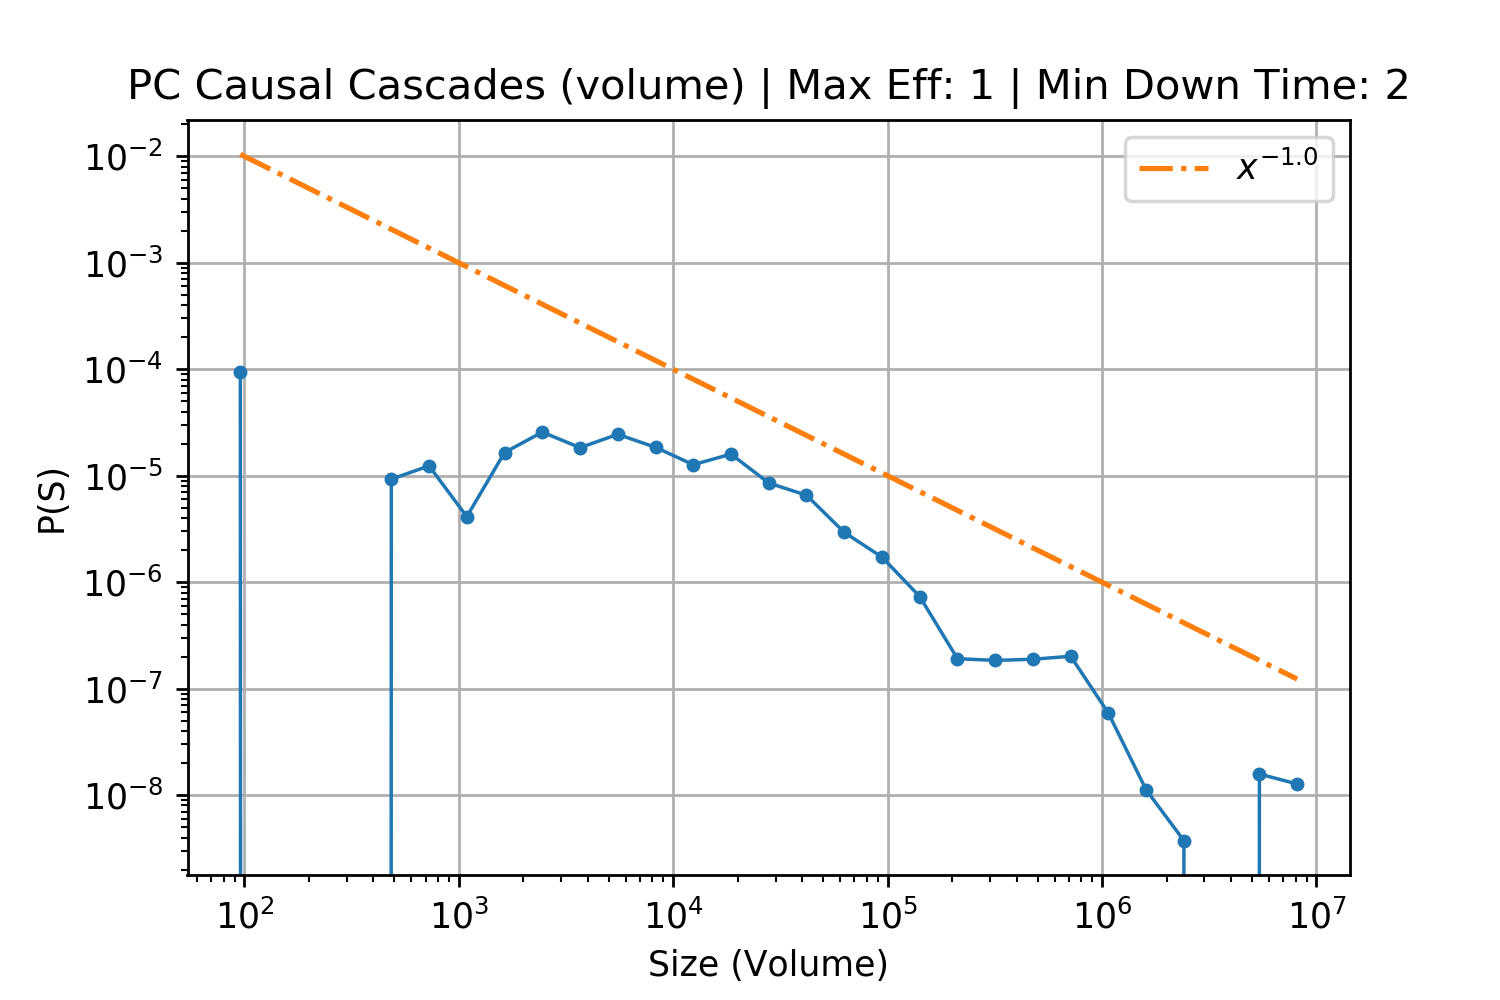 PC Causal Cascades (volume) | Max Eff: 1 | Min Down Time: 2
x^{-1.0}
P(S)
10^{-2}
10^{-3}
10^{-4}
10^{-5}
10^{-6}
10^{-7}
10^{-8}
10^{2} 10^{3} 10^{4} 10^{5} 10^{6} 10^{7}
Size (Volume)